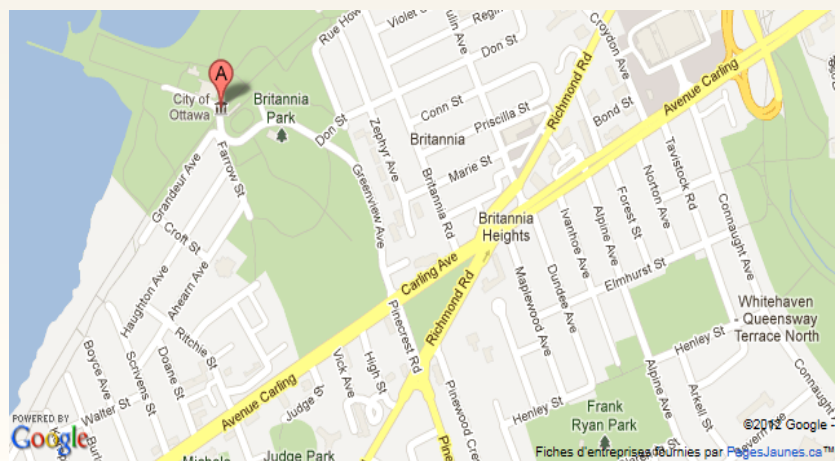 Rue How
Violet
Regin
Don St
Croydon Ave
Richmond Rd
Avenue Carling
A
City of
Ottawa
Britannia
Park
Don St
Conn St
Priscilla St
Bond St
Zephyr Ave
Britannia
Marie St
Tavistock Rd
Grandeur Ave
Farrow St
Greenview Ave
Britannia Rd
Norton Ave
Forest St
Connaught Ave
Croft St
Britannia
Heights
Ivanhoe Ave
Alpine Ave
Haughton Ave
Ahearn Ave
Carling Ave
Richmond Rd
Elmhurst St
Maplewood Ave
Dundee Ave
Pinecrest Rd
Whitehaven
- Queensway
Terrace North
Ritchie St
Henley St
Boyce Ave
Scrivens St
Doane St
Vick Ave
High St
Alpine Ave
Arkell St
Connaught A
Walter St
Avenue Carling
Judge St
Pinewood Cres
Henley St
Frank
Ryan Park
POWERED BY
Google
Judge Park
©2012 Google -
Fiches d'entreprises fournies par PagesJaunes.ca™